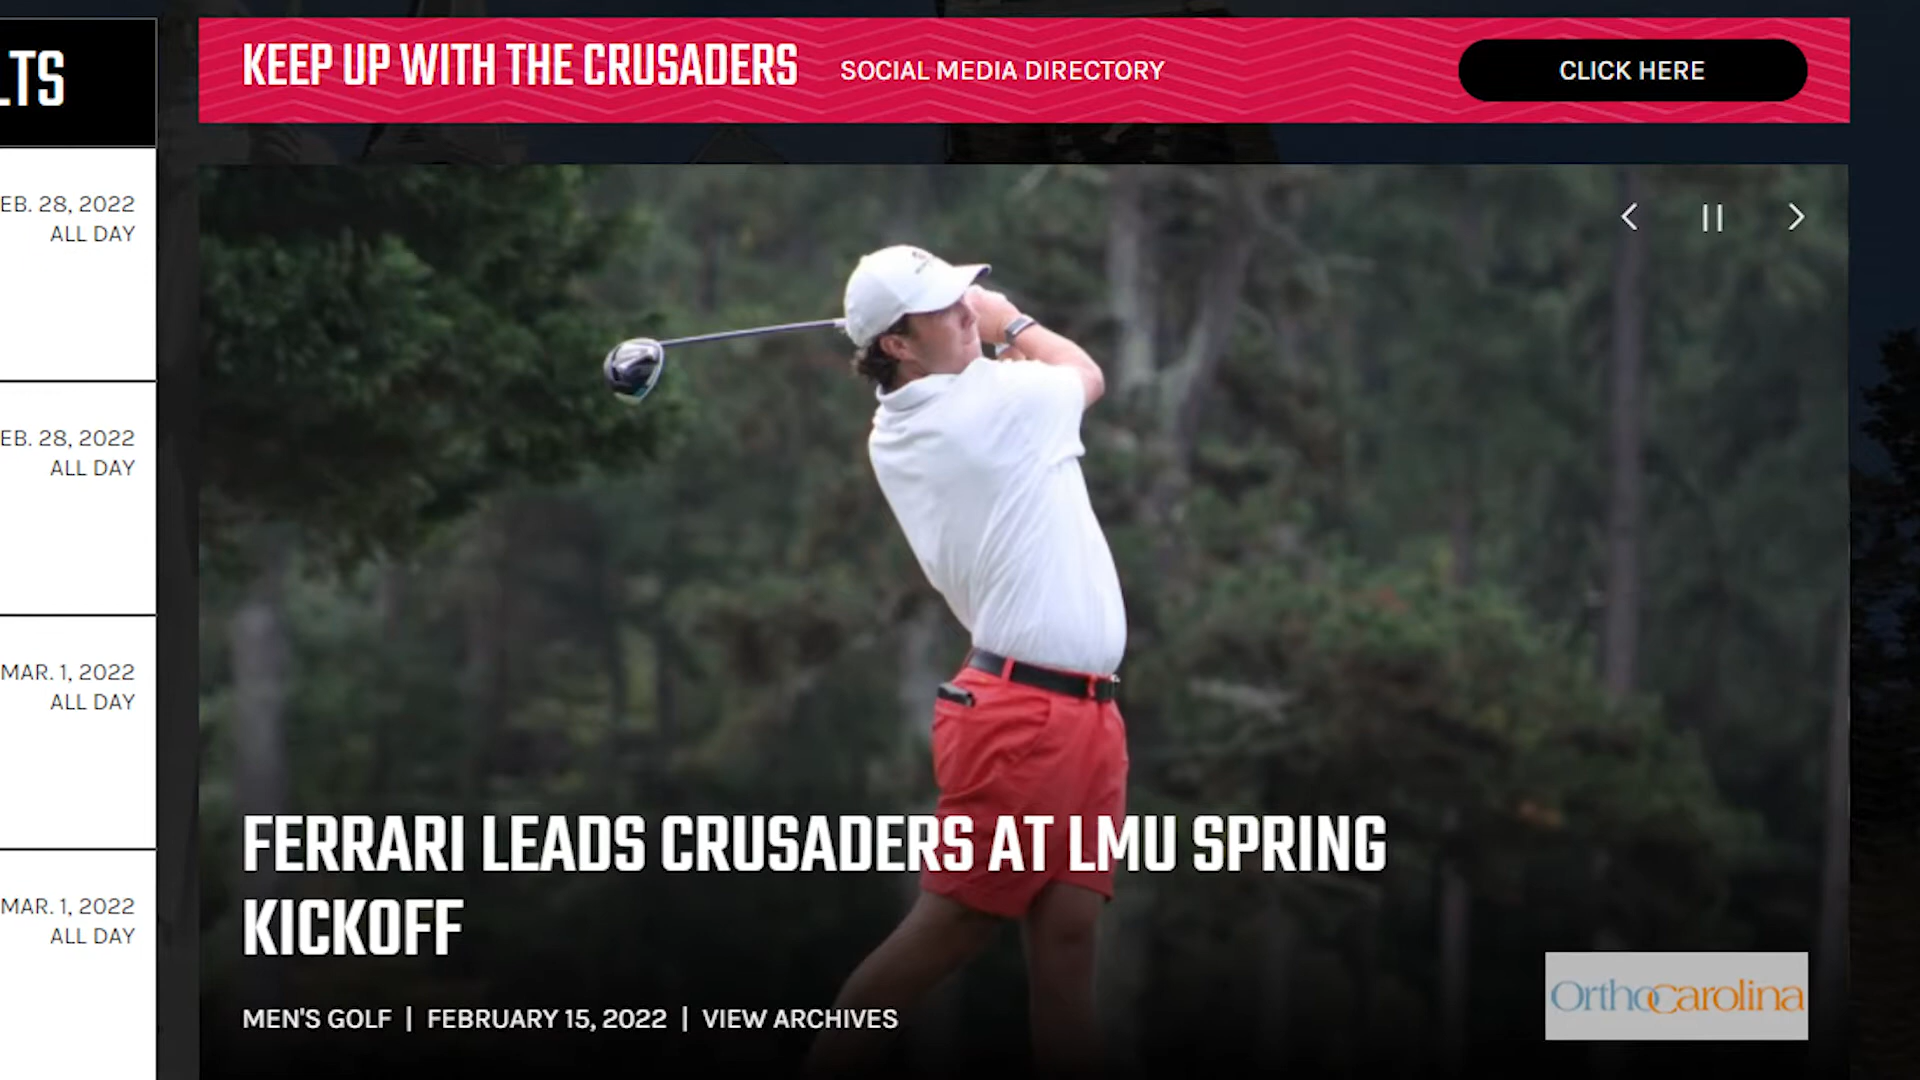 LTS
EB. 28, 2022
ALL DAY
EB. 28, 2022
ALL DAY
MAR. 1, 2022
ALL DAY
MAR. 1, 2022
ALL DAY
KEEP UP WITH THE CRUSADERS SOCIAL MEDIA DIRECTORY CLICK HERE
FERRARI LEADS CRUSADERS AT LMU SPRING
KICKOFF
MEN'S GOLF | FEBRUARY 15, 2022 | VIEW ARCHIVES
OrthoCarolina